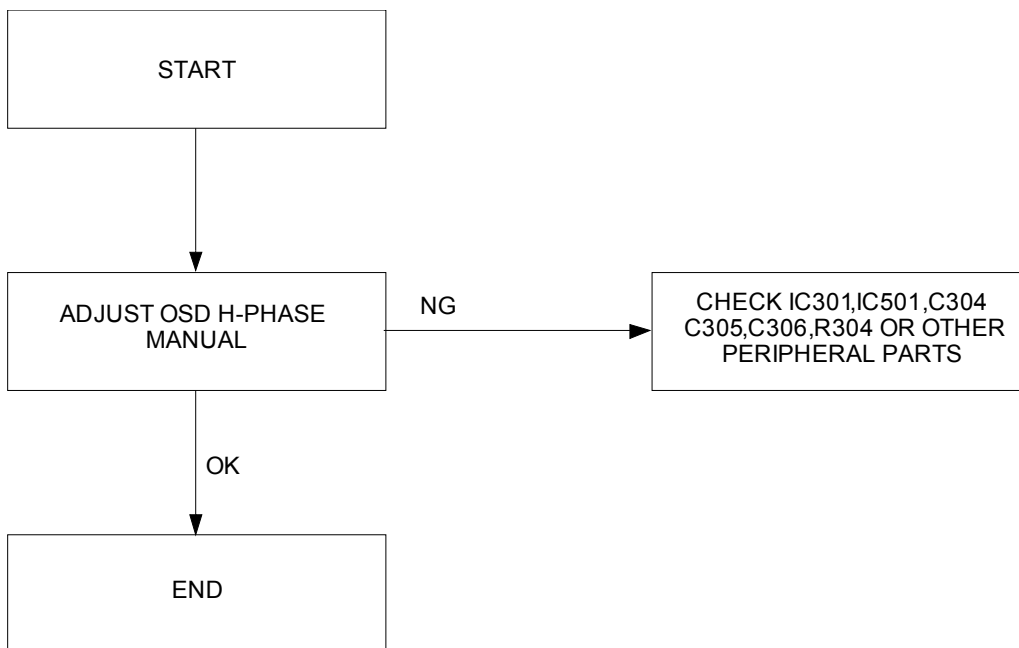 START
ADJUST OSD H-PHASE
MANUAL
NG
CHECK IC301,IC501,C304
C305,C306,R304 OR OTHER
PERIPHERAL PARTS
OK
END